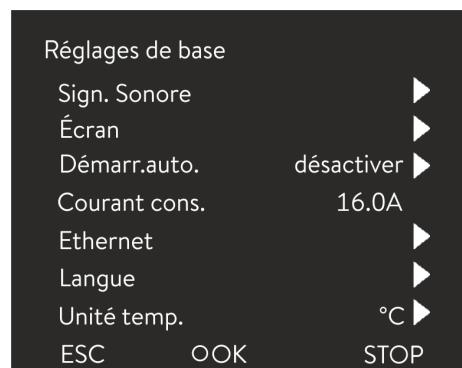 Réglages de base
Sign. Sonore
Écran
Démarr.auto. désactiver
Courant cons. 16.0A
Ethernet
Langue
Unité temp. °C
ESC OOK STOP